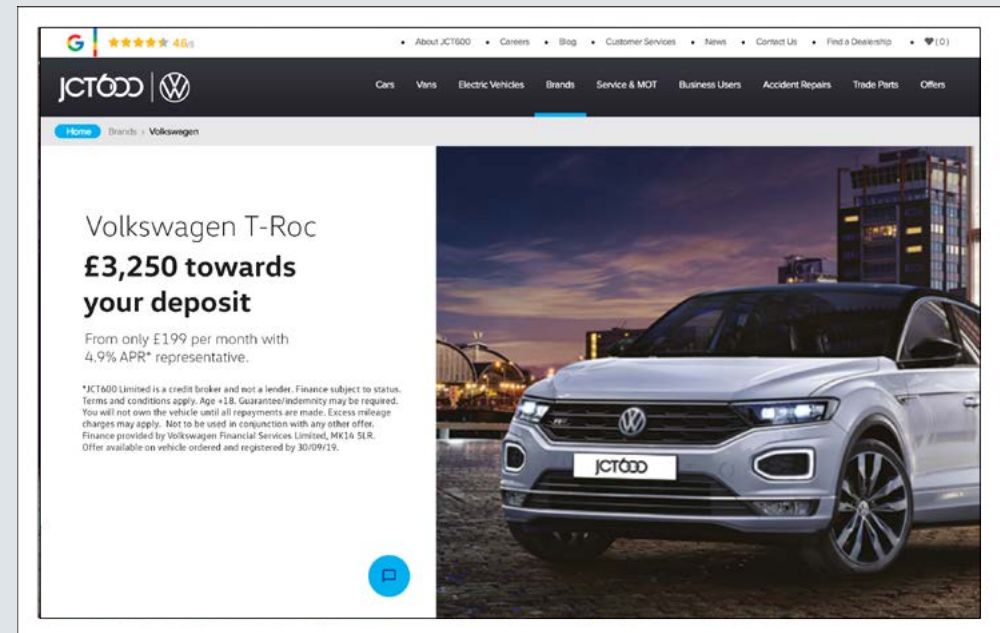 G 4.6/5
About JCT600 Careers Blog Customer Services News Contact Us Find a Dealership (0)
JCT600
Cars Vans Electric Vehicles Brands Service & MOT Business Users Accident Repairs Trade Parts Offers
Home Brands › Volkswagen
Volkswagen T-Roc
£3,250 towards
your deposit
From only £199 per month with
4.9% APR* representative.
*JCT600 Limited is a credit broker and not a lender. Finance subject to status.
Terms and conditions apply. Age +18. Guarantee/indemnity may be required.
You will not own the vehicle until all repayments are made. Excess mileage
charges may apply. Not to be used in conjunction with any other offer.
Finance provided by Volkswagen Financial Services Limited, MK14 5LR.
Offer available on vehicle ordered and registered by 30/09/19.
JCT600